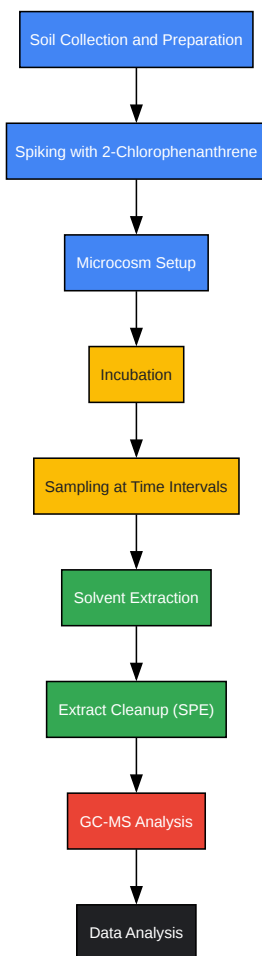 Soil Collection and Preparation
Spiking with 2-Chlorophenanthrene
Microcosm Setup
Incubation
Sampling at Time Intervals
Solvent Extraction
Extract Cleanup (SPE)
GC-MS Analysis
Data Analysis